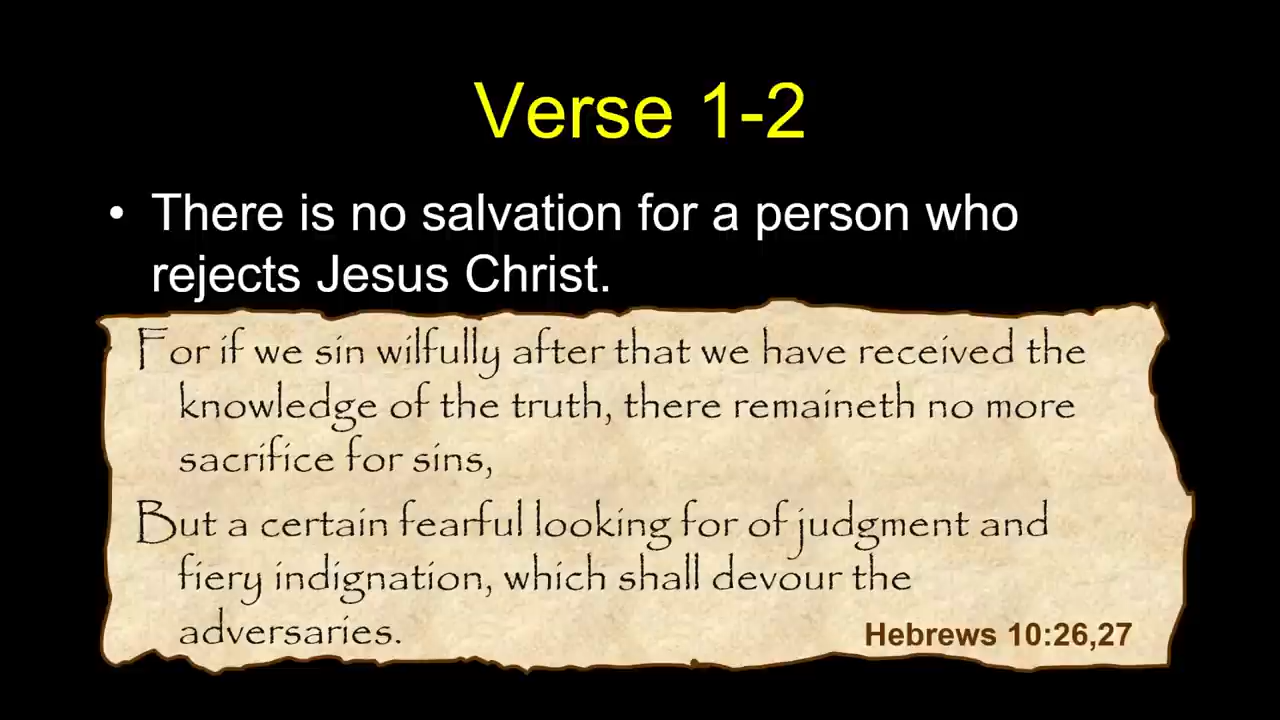 Verse 1-2
• There is no salvation for a person who
rejects Jesus Christ.
For if we sin wilfully after that we have received the
knowledge of the truth, there remaineth no more
sacrifice for sins,
But a certain fearful looking for of judgment and
fiery indignation, which shall devour the
adversaries.
Hebrews 10:26,27